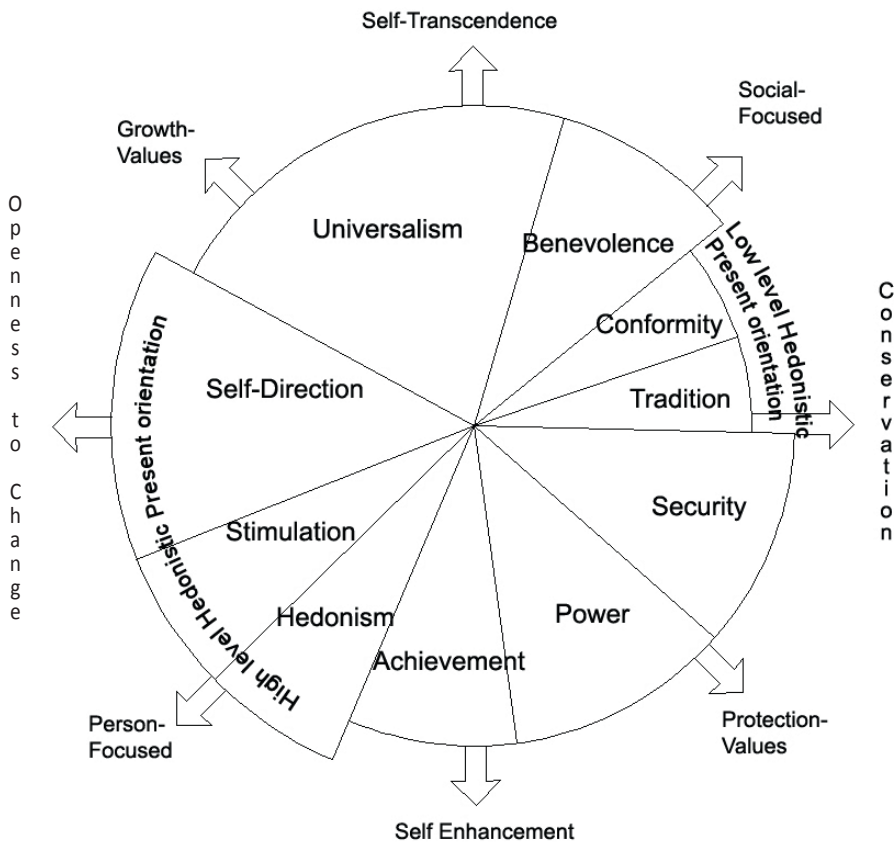 Self-Transcendence
Social-
Focused
Growth-
Values
Universalism
Benevolence
Low level Hedonistic
Present orientation
Conformity
Tradition
Openness to Change
Conservation
Self-Direction
High level Hedonistic Present orientation
Stimulation
Security
Hedonism
Power
Achievement
Person-
Focused
Protection-
Values
Self Enhancement